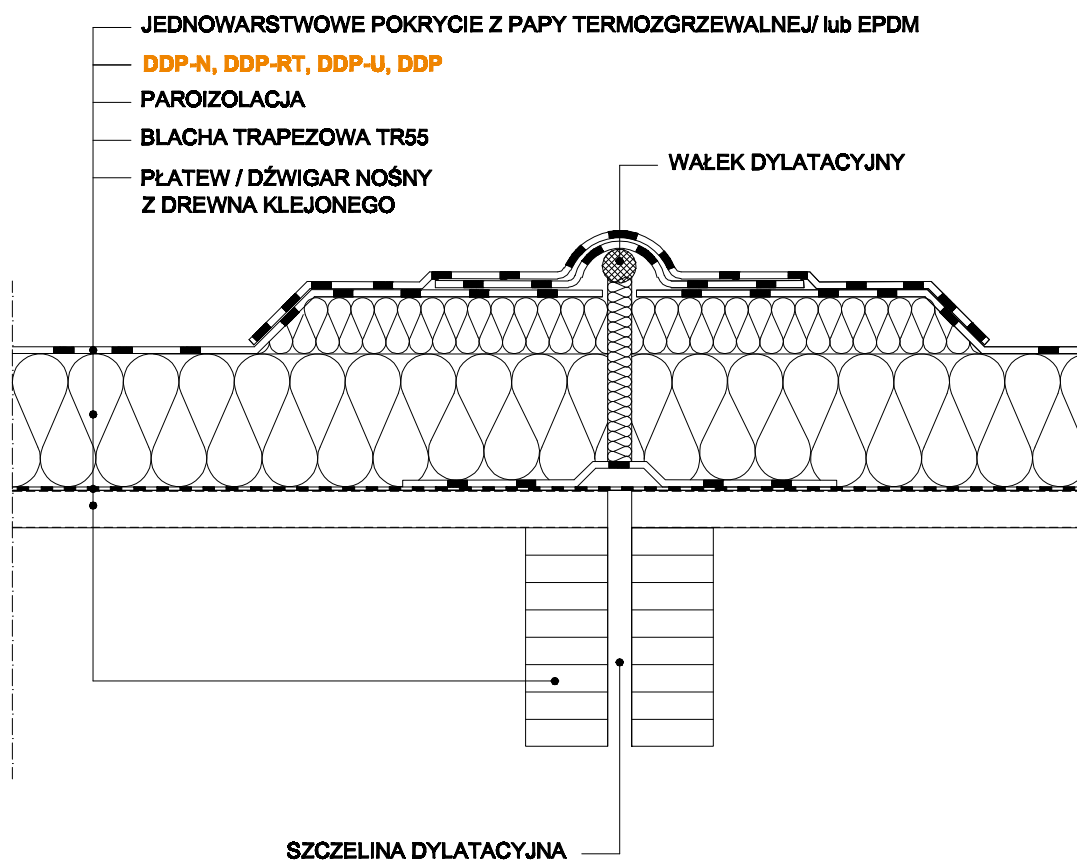 JEDNOWARSTWOWE POKRYCIE Z PAPY TERMOZGRZEWALNEJ/ lub EPDM
DDP-N, DDP-RT, DDP-U, DDP
PAROIZOLACJA
BLACHA TRAPEZOWA TR55
PŁATEW / DŹWIGAR NOŚNY
Z DREWNA KLEJONEGO
WAŁEK DYLATACYJNY
SZCZELINA DYLATACYJNA